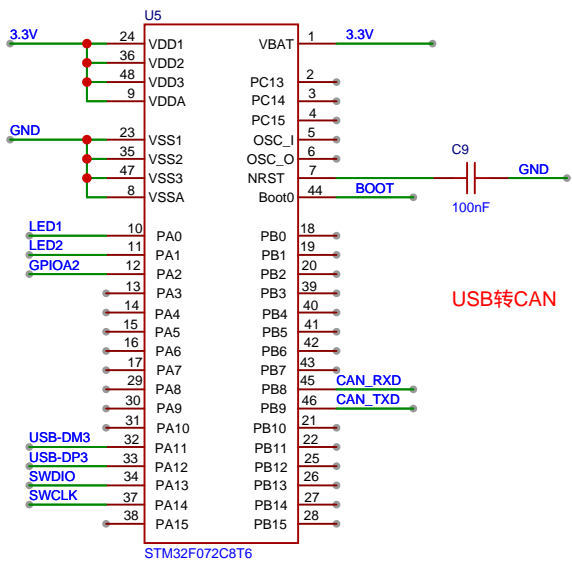 U5
3.3V 24 VDD1 VBAT 1 3.3V
36 VDD2
48 VDD3 PC13 2
9 VDDA PC14 3
PC15 4
GND 23 VSS1 OSC_I 5
35 VSS2 OSC_O 6
47 VSS3 NRST 7 C9 100nF GND
8 VSSA Boot0 44 BOOT
LED1 10 PA0 PB0 18
LED2 11 PA1 PB1 19
GPIOA2 12 PA2 PB2 20
13 PA3 PB3 39
14 PA4 PB4 40
15 PA5 PB5 41
16 PA6 PB6 42
17 PA7 PB7 43
29 PA8 PB8 45 CAN_RXD
30 PA9 PB9 46 CAN_TXD
31 PA10 PB10 21
USB-DM3 32 PA11 PB11 22
USB-DP3 33 PA12 PB12 25
SWDIO 34 PA13 PB13 26
SWCLK 37 PA14 PB14 27
38 PA15 PB15 28
STM32F072C8T6
USB转CAN